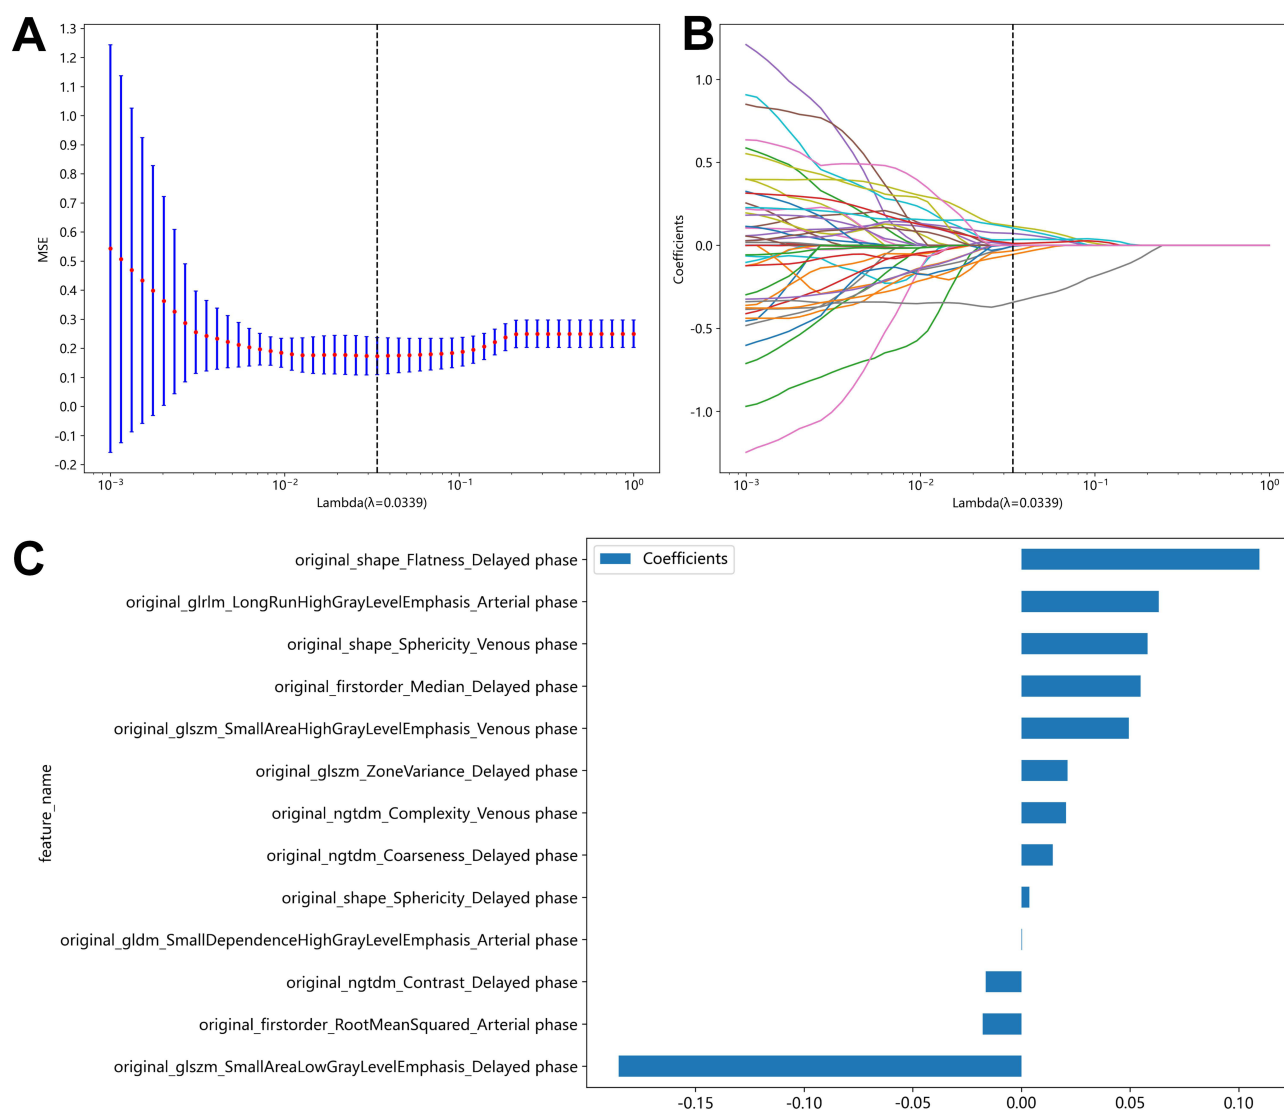 A
1.3
1.2
1.1
1.0
0.9
0.8
0.7
0.6
0.5
0.4
0.3
0.2
0.1
0.0
-0.1
-0.2
MSE
10⁻³
10⁻²
10⁻¹
10⁰
Lambda(λ=0.0339)
B
1.0
0.5
0.0
-0.5
-1.0
Coefficients
10⁻³
10⁻²
10⁻¹
10⁰
Lambda(λ=0.0339)
C
feature_name
Coefficients
original_shape_Flatness_Delayed phase
original_glrlm_LongRunHighGrayLevelEmphasis_Arterial phase
original_shape_Sphericity_Venous phase
original_firstorder_Median_Delayed phase
original_glszm_SmallAreaHighGrayLevelEmphasis_Venous phase
original_glszm_ZoneVariance_Delayed phase
original_ngtdm_Complexity_Venous phase
original_ngtdm_Coarseness_Delayed phase
original_shape_Sphericity_Delayed phase
original_gldm_SmallDependenceHighGrayLevelEmphasis_Arterial phase
original_ngtdm_Contrast_Delayed phase
original_firstorder_RootMeanSquared_Arterial phase
original_glszm_SmallAreaLowGrayLevelEmphasis_Delayed phase
-0.15
-0.10
-0.05
0.00
0.05
0.10